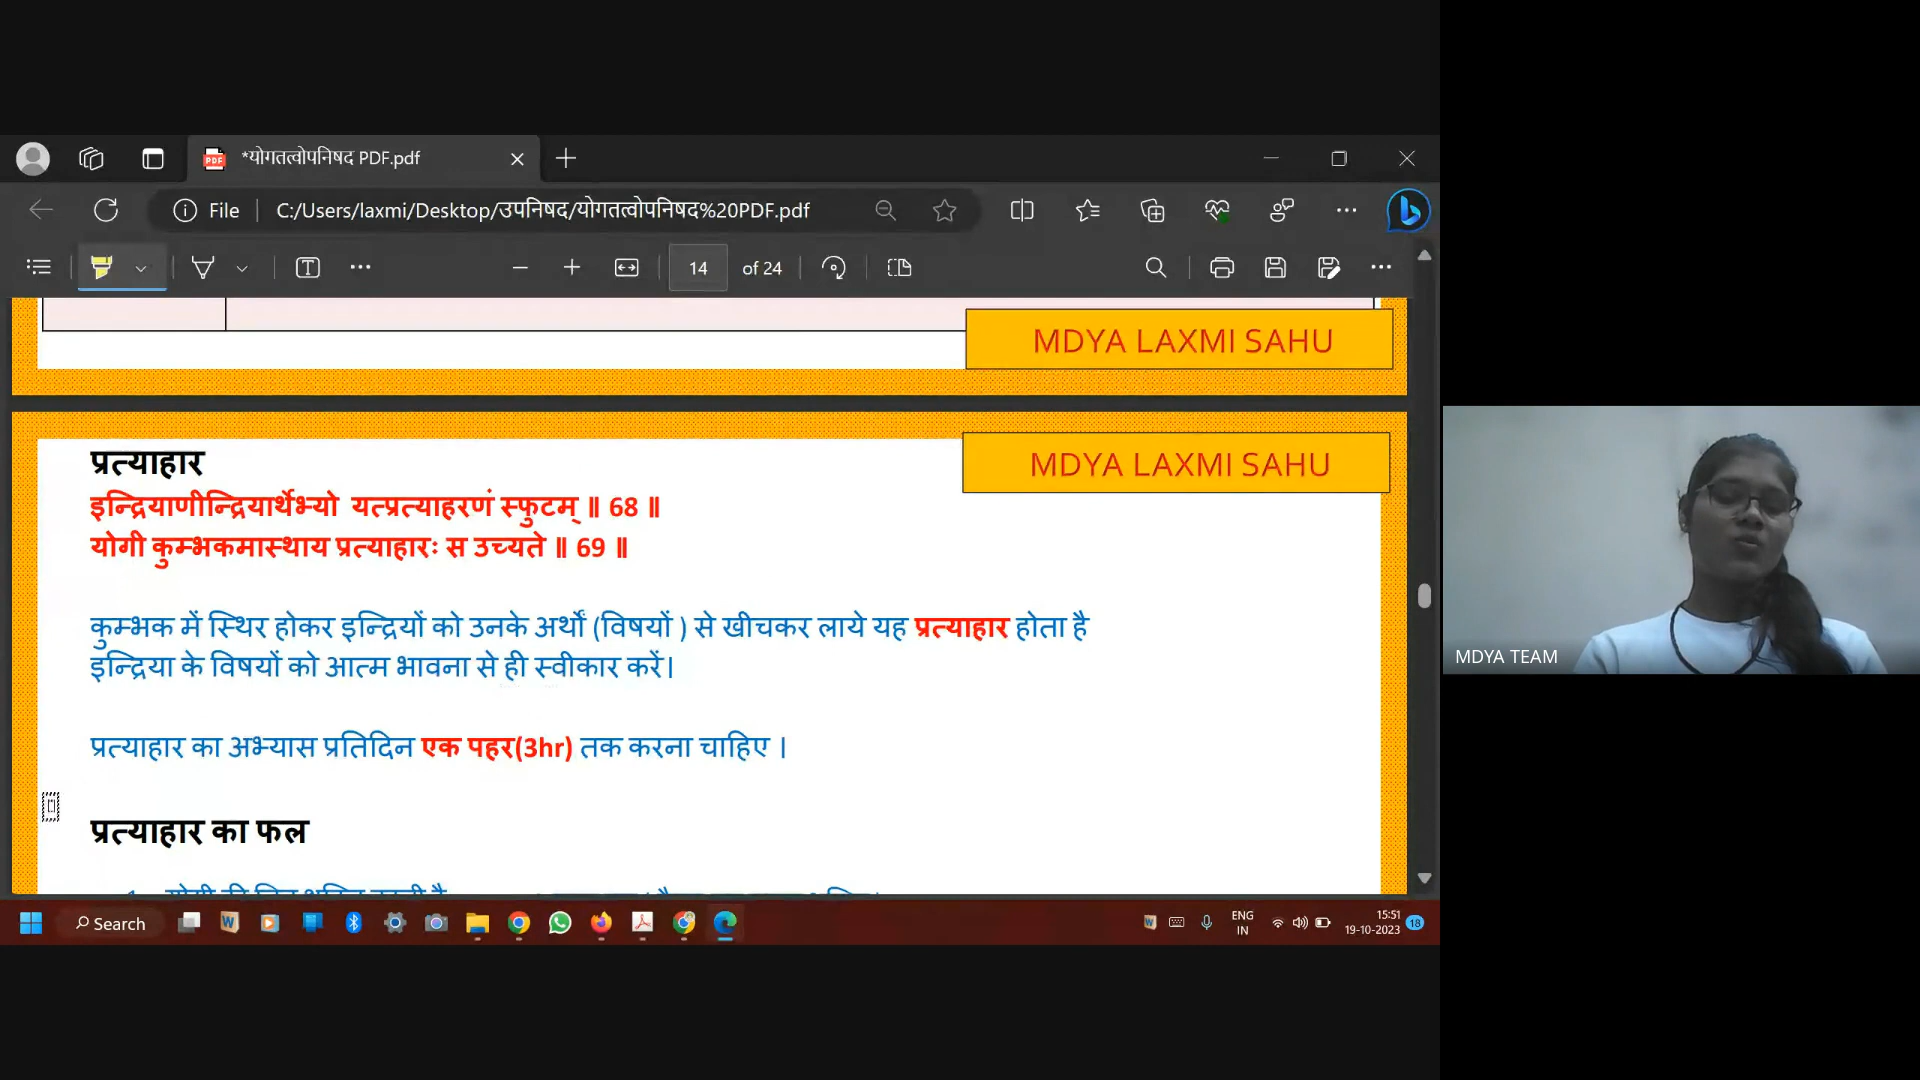 *योगतत्वोपनिषद PDF.pdf
File
C:/Users/laxmi/Desktop/उपनिषद/योगतत्वोपनिषद%20PDF.pdf
14 of 24
MDYA LAXMI SAHU
MDYA LAXMI SAHU
प्रत्याहार
इन्द्रियाणीन्द्रियार्थेभ्यो यत्प्रत्याहरणं स्फुटम् ॥ 68 ॥
योगी कुम्भकमास्थाय प्रत्याहारः स उच्यते ॥ 69 ॥
कुम्भक में स्थिर होकर इन्द्रियों को उनके अर्थों (विषयों ) से खीचकर लाये यह प्रत्याहार होता है
इन्द्रिया के विषयों को आत्म भावना से ही स्वीकार करें|
प्रत्याहार का अभ्यास प्रतिदिन एक पहर(3hr) तक करना चाहिए |
प्रत्याहार का फल
MDYA TEAM
Search
ENG
IN
15:51
19-10-2023
18